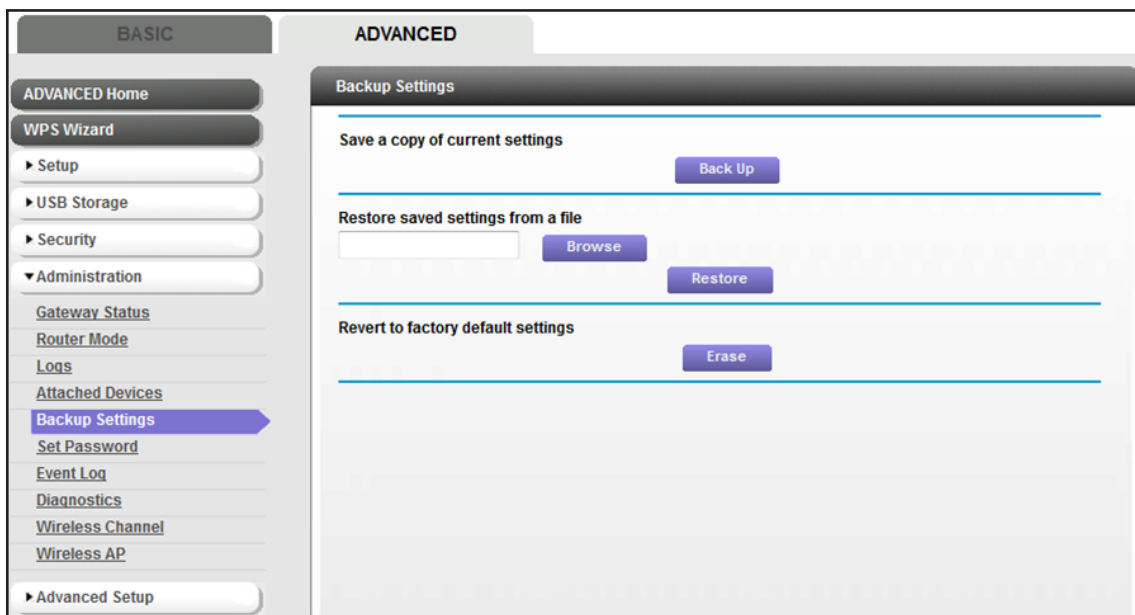 BASIC
ADVANCED
ADVANCED Home
WPS Wizard
Setup
USB Storage
Security
Administration
Gateway Status
Router Mode
Logs
Attached Devices
Backup Settings
Set Password
Event Log
Diagnostics
Wireless Channel
Wireless AP
Advanced Setup
Backup Settings
Save a copy of current settings
Back Up
Restore saved settings from a file
Browse
Restore
Revert to factory default settings
Erase